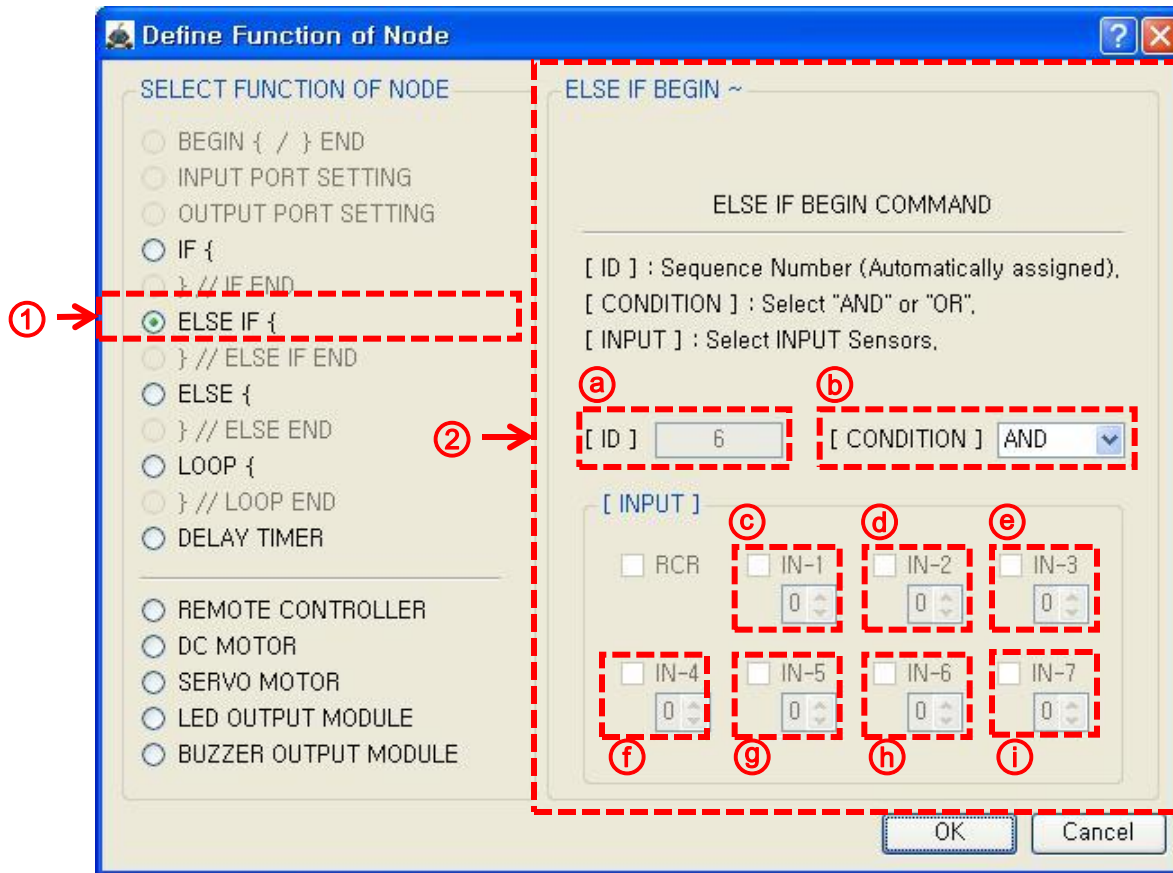 Define Function of Node
SELECT FUNCTION OF NODE
BEGIN { / } END
INPUT PORT SETTING
OUTPUT PORT SETTING
IF {
} // IF END
① ELSE IF {
} // ELSE IF END
ELSE {
} // ELSE END
LOOP {
} // LOOP END
DELAY TIMER
REMOTE CONTROLLER
DC MOTOR
SERVO MOTOR
LED OUTPUT MODULE
BUZZER OUTPUT MODULE
②
ELSE IF BEGIN ~
ELSE IF BEGIN COMMAND
[ ID ] : Sequence Number (Automatically assigned),
[ CONDITION ] : Select "AND" or "OR",
[ INPUT ] : Select INPUT Sensors,
ⓐ ⓑ
[ ID ] 6 [ CONDITION ] AND
[ INPUT ]
ⓒ ⓓ ⓔ
RCR IN-1 IN-2 IN-3
0 0 0
IN-4 IN-5 IN-6 IN-7
0 0 0 0
ⓕ ⓖ ⓗ ⓘ
OK Cancel